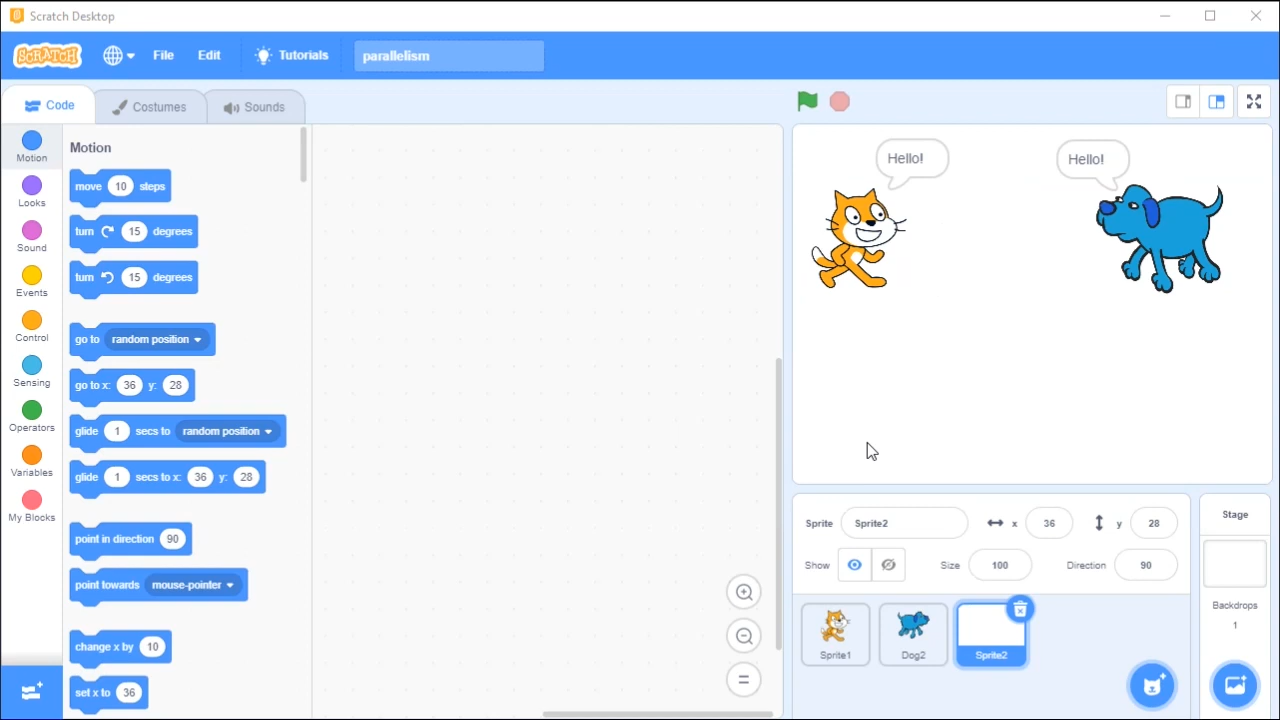 Scratch Desktop
SCRATCH
File
Edit
Tutorials
parallelism
Code
Costumes
Sounds
Motion
Looks
Sound
Events
Control
Sensing
Operators
Variables
My Blocks
Motion
move 10 steps
turn 15 degrees
turn 15 degrees
go to random position
go to x: 36 y: 28
glide 1 secs to random position
glide 1 secs to x: 36 y: 28
point in direction 90
point towards mouse-pointer
change x by 10
set x to 36
Hello!
Hello!
Sprite Sprite2 x 36 y 28
Show Size 100 Direction 90
Sprite1
Dog2
Sprite2
Stage
Backdrops
1